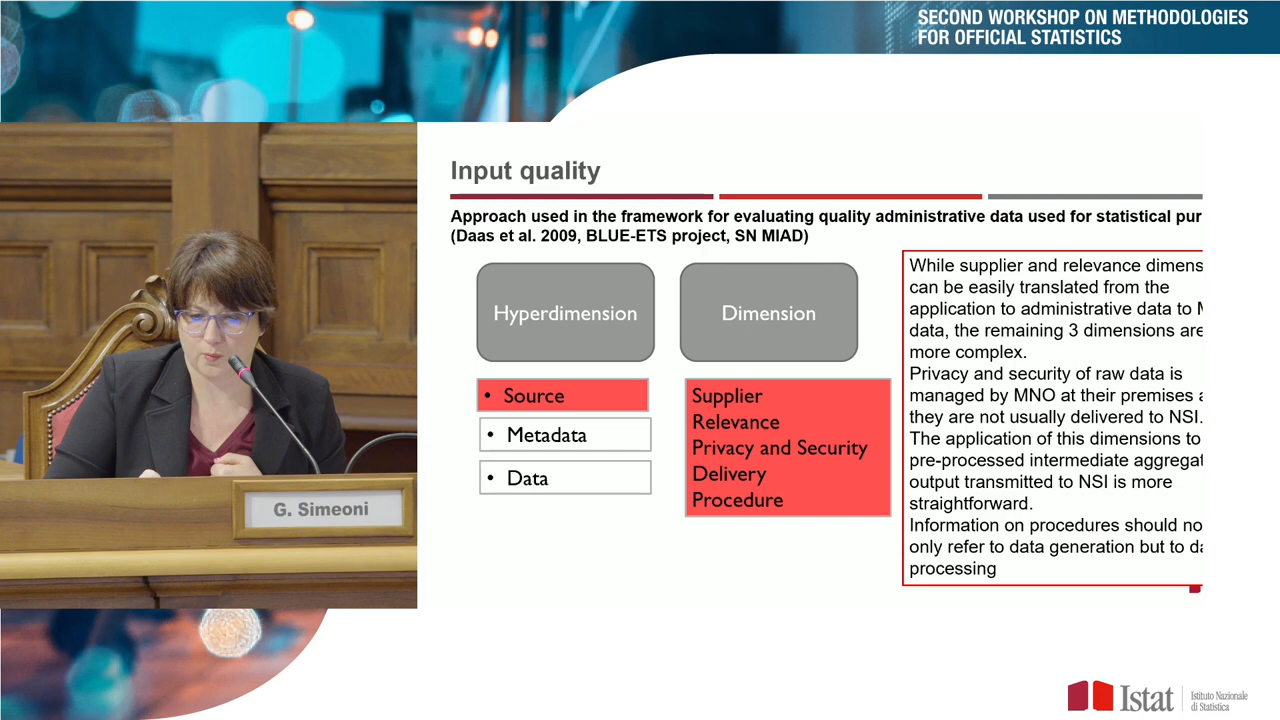 SECOND WORKSHOP ON METHODOLOGIES
FOR OFFICIAL STATISTICS
Input quality
Approach used in the framework for evaluating quality administrative data used for statistical pur
(Daas et al. 2009, BLUE-ETS project, SN MIAD)
Hyperdimension
Dimension
• Source
• Metadata
• Data
Supplier
Relevance
Privacy and Security
Delivery
Procedure
While supplier and relevance dimens
can be easily translated from the
application to administrative data to M
data, the remaining 3 dimensions are
more complex.
Privacy and security of raw data is
managed by MNO at their premises a
they are not usually delivered to NSI.
The application of this dimensions to
pre-processed intermediate aggregat
output transmitted to NSI is more
straightforward.
Information on procedures should no
only refer to data generation but to da
processing
G. Simeoni
Istat
Istituto Nazionale
di Statistica